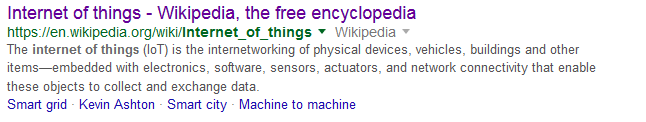 Internet of things - Wikipedia, the free encyclopedia
https://en.wikipedia.org/wiki/Internet_of_things Wikipedia
The internet of things (IoT) is the internetworking of physical devices, vehicles, buildings and other
items—embedded with electronics, software, sensors, actuators, and network connectivity that enable
these objects to collect and exchange data.
Smart grid · Kevin Ashton · Smart city · Machine to machine